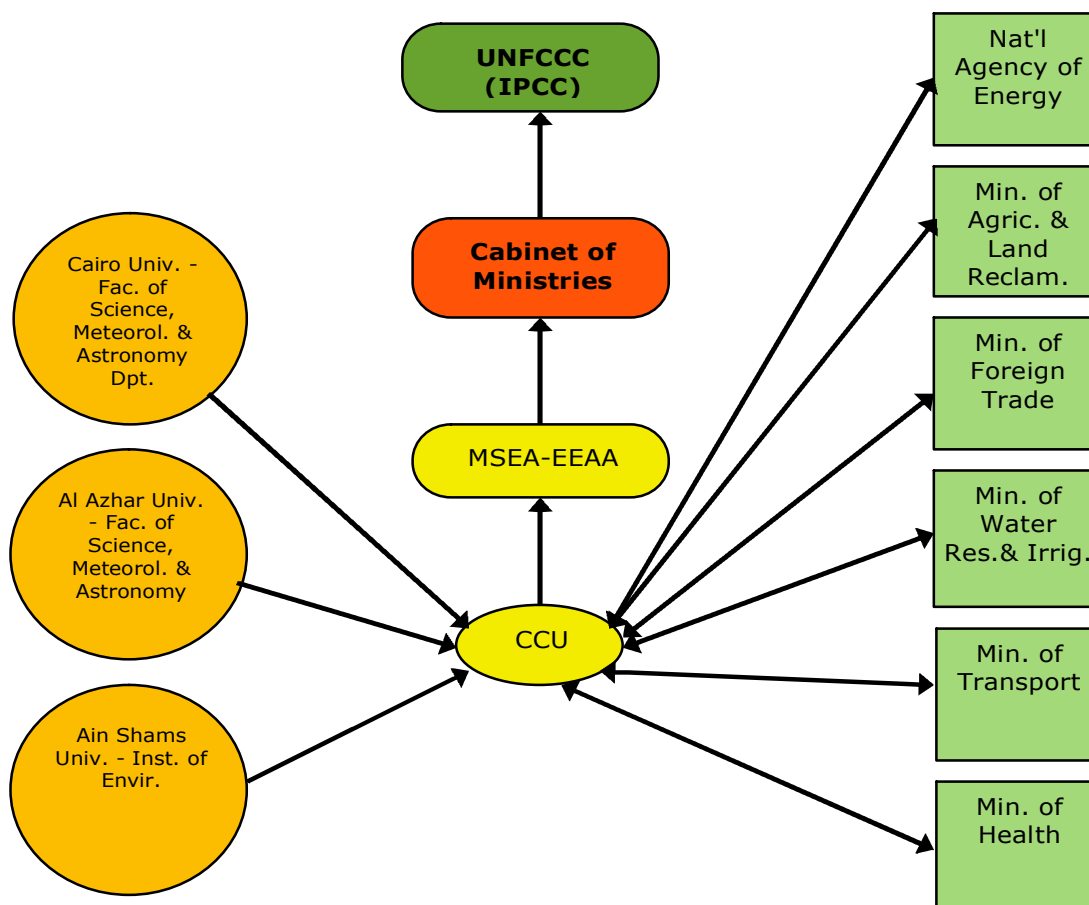 UNFCCC
(IPCC)
Cabinet of
Ministries
MSEA-EEAA
CCU
Cairo Univ. -
Fac. of
Science,
Meteorol. &
Astronomy
Dpt.
Al Azhar Univ.
- Fac. of
Science,
Meteorol. &
Astronomy
Ain Shams
Univ. - Inst. of
Envir.
Nat'l
Agency of
Energy
Min. of
Agric. &
Land
Reclam.
Min. of
Foreign
Trade
Min. of
Water
Res.& Irrig.
Min. of
Transport
Min. of
Health